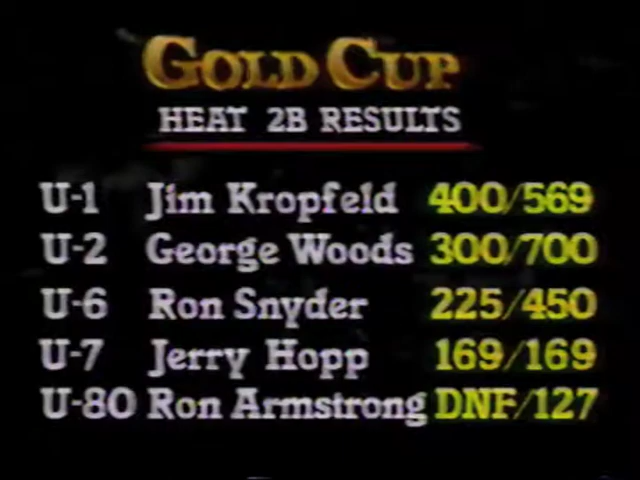 GOLD CUP
HEAT 2B RESULTS
U-1 Jim Kropfeld 400/569
U-2 George Woods 300/700
U-6 Ron Snyder 225/450
U-7 Jerry Hopp 169/169
U-80 Ron Armstrong DNF/127